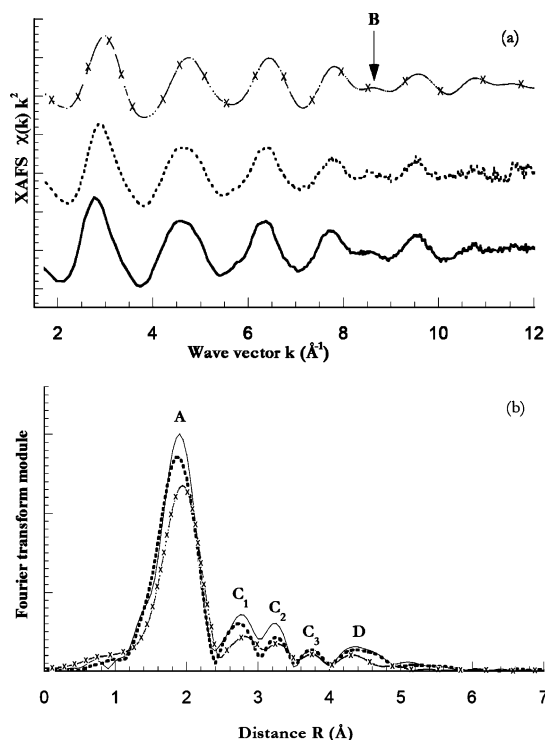 B
(a)
XAFS χ(k) k²
2 4 6 8 10 12
Wave vector k (Å⁻¹)
(b)
A
C₁
C₂
C₃
D
Fourier transform module
0 1 2 3 4 5 6 7
Distance R (Å)